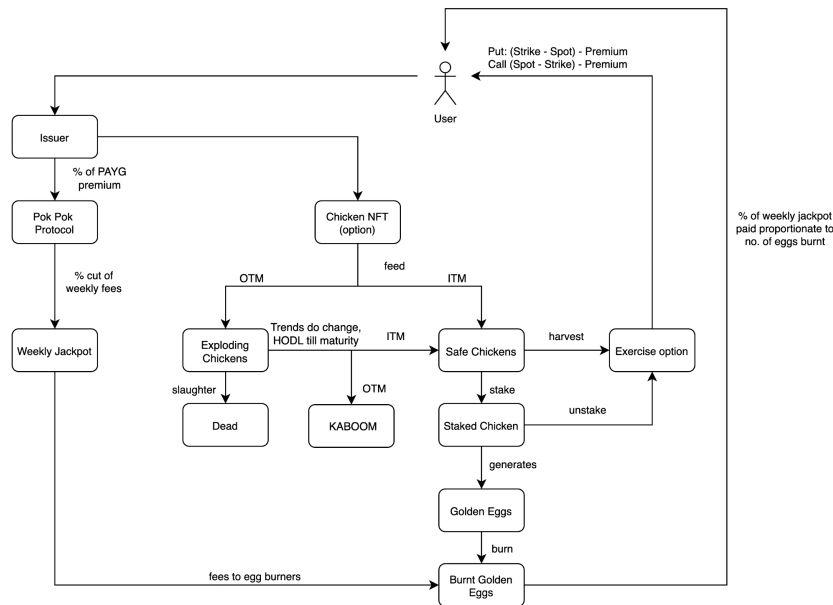 Put: (Strike - Spot) - Premium
Call (Spot - Strike) - Premium
User
Issuer
% of PAYG
premium
Pok Pok
Protocol
Chicken NFT
(option)
% of weekly jackpot
paid proportionate to
no. of eggs burnt
feed
% cut of
weekly fees
OTM
ITM
Weekly Jackpot
Exploding
Chickens
Trends do change,
HODL till maturity
ITM
Safe Chickens
harvest
Exercise option
slaughter
OTM
stake
unstake
Dead
KABOOM
Staked Chicken
generates
Golden Eggs
burn
fees to egg burners
Burnt Golden
Eggs